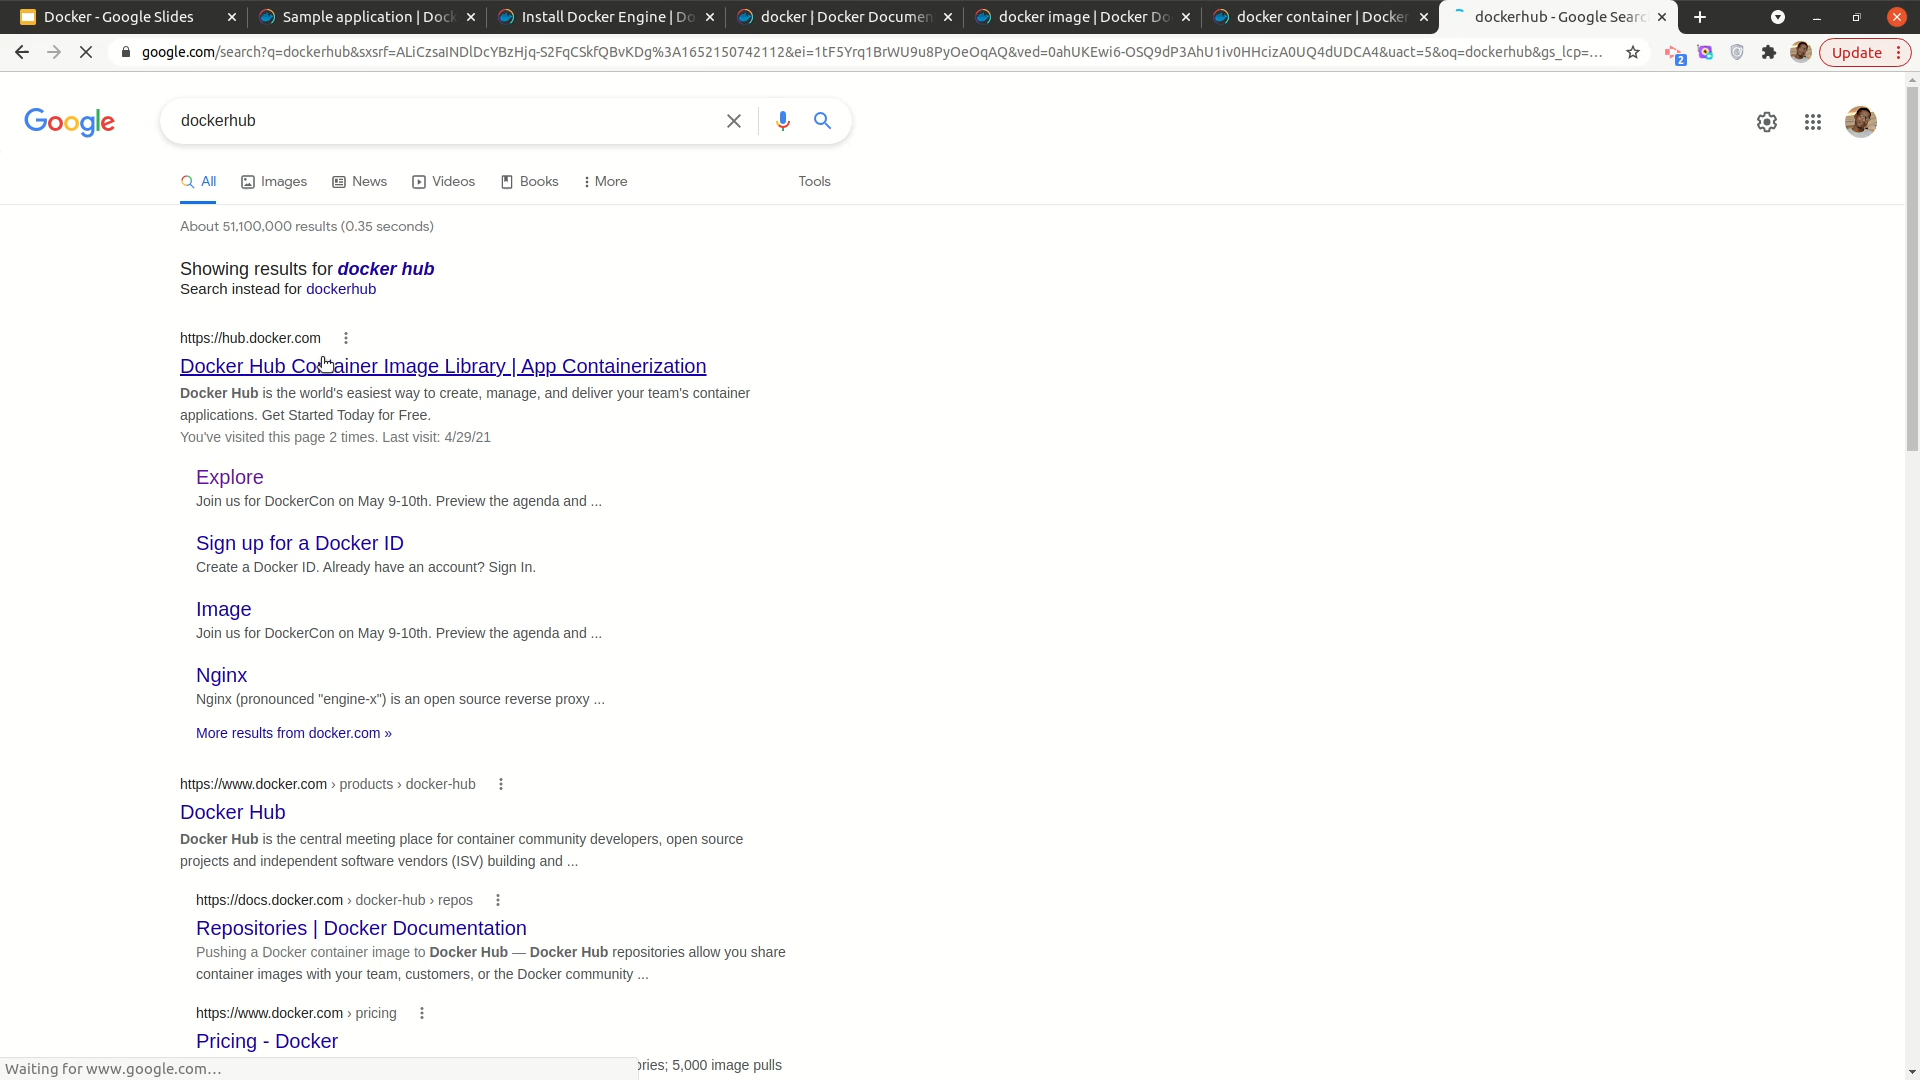 Docker - Google Slides
Sample application | Dock
Install Docker Engine | Do
docker | Docker Documen
docker image | Docker Do
docker container | Docker
dockerhub - Google Searc
google.com/search?q=dockerhub&sxsrf=ALiCzsaINDlDcYBzHjq-S2FqCSkfQBvKDg%3A1652150742112&ei=1tF5Yrq1BrWU9u8PyOeOqAQ&ved=0ahUKEwi6-OSQ9dP3AhU1iv0HHcizA0UQ4dUDCA4&uact=5&oq=dockerhub&gs_lcp=...
2
Update
Google
dockerhub
All
Images
News
Videos
Books
More
Tools
About 51,100,000 results (0.35 seconds)
Showing results for docker hub
Search instead for dockerhub
https://hub.docker.com
Docker Hub Container Image Library | App Containerization
Docker Hub is the world's easiest way to create, manage, and deliver your team's container
applications. Get Started Today for Free.
You've visited this page 2 times. Last visit: 4/29/21
Explore
Join us for DockerCon on May 9-10th. Preview the agenda and ...
Sign up for a Docker ID
Create a Docker ID. Already have an account? Sign In.
Image
Join us for DockerCon on May 9-10th. Preview the agenda and ...
Nginx
Nginx (pronounced "engine-x") is an open source reverse proxy ...
More results from docker.com »
https://www.docker.com › products › docker-hub
Docker Hub
Docker Hub is the central meeting place for container community developers, open source
projects and independent software vendors (ISV) building and ...
https://docs.docker.com › docker-hub › repos
Repositories | Docker Documentation
Pushing a Docker container image to Docker Hub — Docker Hub repositories allow you share
container images with your team, customers, or the Docker community ...
https://www.docker.com › pricing
Pricing - Docker
ories; 5,000 image pulls
Waiting for www.google.com...